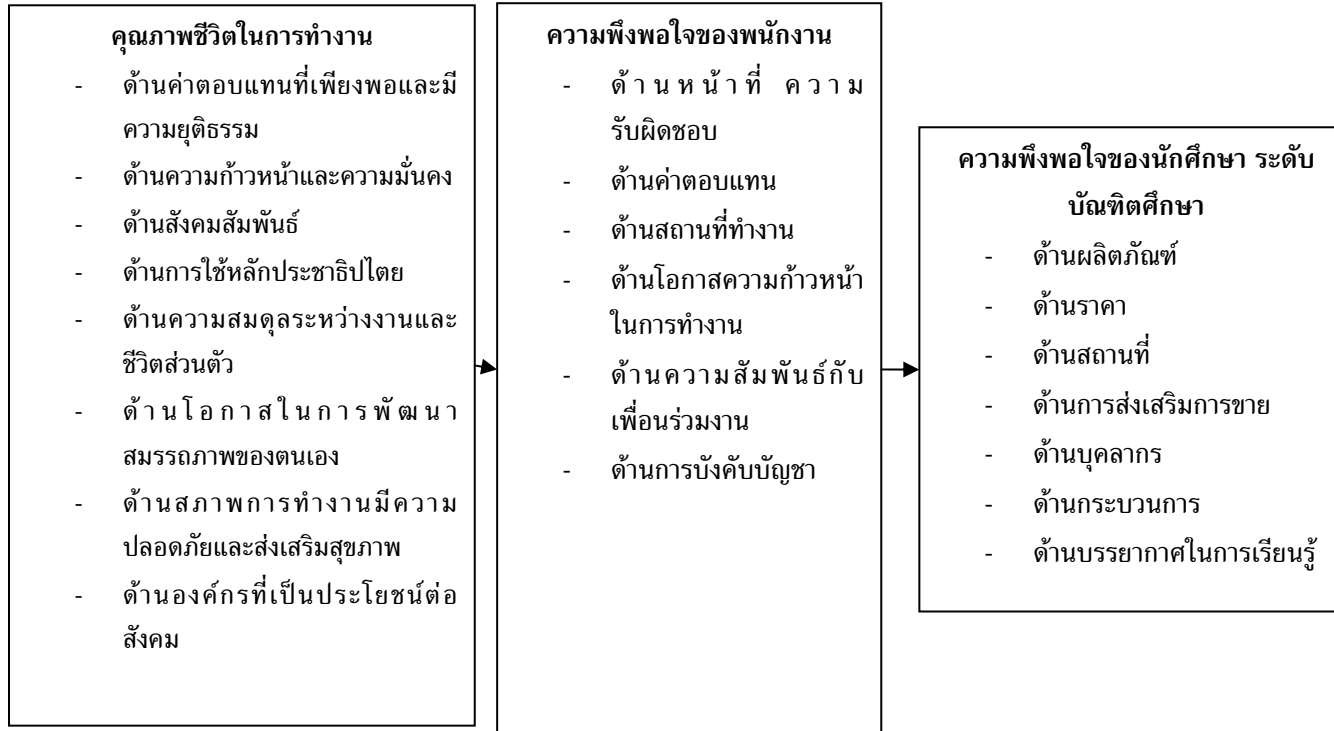 คุณภาพชีวิตในการทำงาน
- ด้านค่าตอบแทนที่เพียงพอและมี
ความยุติธรรม
- ด้านความก้าวหน้าและความมั่นคง
- ด้านสังคมสัมพันธ์
- ด้านการใช้หลักประชาธิปไตย
- ด้านความสมดุลระหว่างงานและ
ชีวิตส่วนตัว
- ด้านโอกาสในการพัฒนา
สมรรถภาพของตนเอง
- ด้านสภาพการทำงานมีความ
ปลอดภัยและส่งเสริมสุขภาพ
- ด้านองค์กรที่เป็นประโยชน์ต่อ
สังคม
ความพึงพอใจของพนักงาน
- ด้านหน้าที่ ความ
รับผิดชอบ
- ด้านค่าตอบแทน
- ด้านสถานที่ทำงาน
- ด้านโอกาสความก้าวหน้า
ในการทำงาน
- ด้านความสัมพันธ์กับ
เพื่อนร่วมงาน
- ด้านการบังคับบัญชา
ความพึงพอใจของนักศึกษา ระดับ
บัณฑิตศึกษา
- ด้านผลิตภัณฑ์
- ด้านราคา
- ด้านสถานที่
- ด้านการส่งเสริมการขาย
- ด้านบุคลากร
- ด้านกระบวนการ
- ด้านบรรยากาศในการเรียนรู้